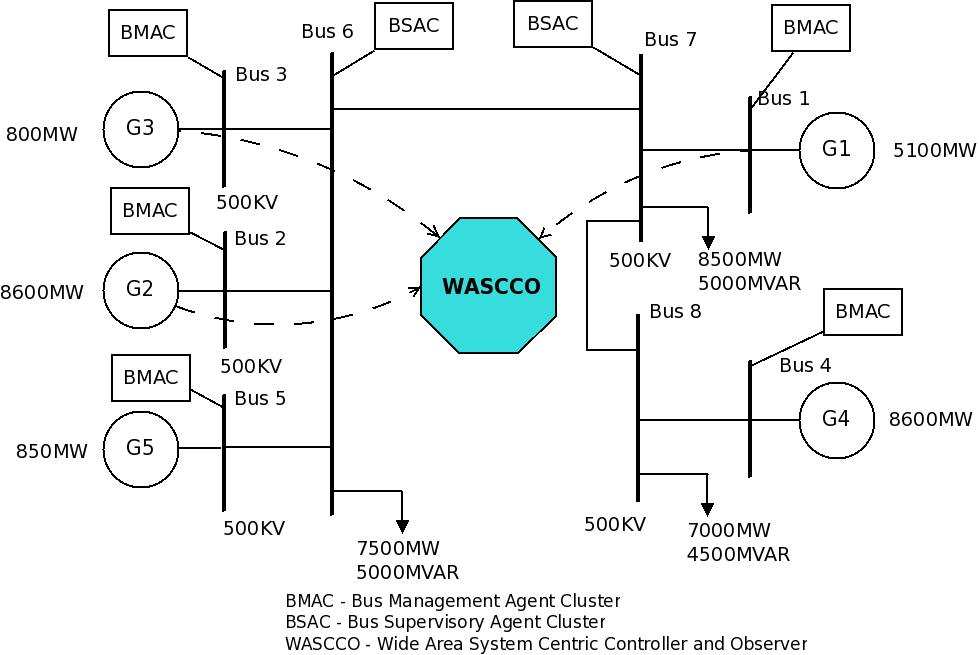 BMAC
Bus 6
BSAC
BSAC
Bus 7
BMAC
Bus 3
Bus 1
G3
800MW
G1
5100MW
500KV
BMAC
Bus 2
500KV
8500MW
5000MVAR
G2
8600MW
WASCCO
Bus 8
BMAC
500KV
Bus 4
BMAC
Bus 5
G5
850MW
G4
8600MW
500KV
500KV
7000MW
4500MVAR
7500MW
5000MVAR
BMAC - Bus Management Agent Cluster
BSAC - Bus Supervisory Agent Cluster
WASCCO - Wide Area System Centric Controller and Observer